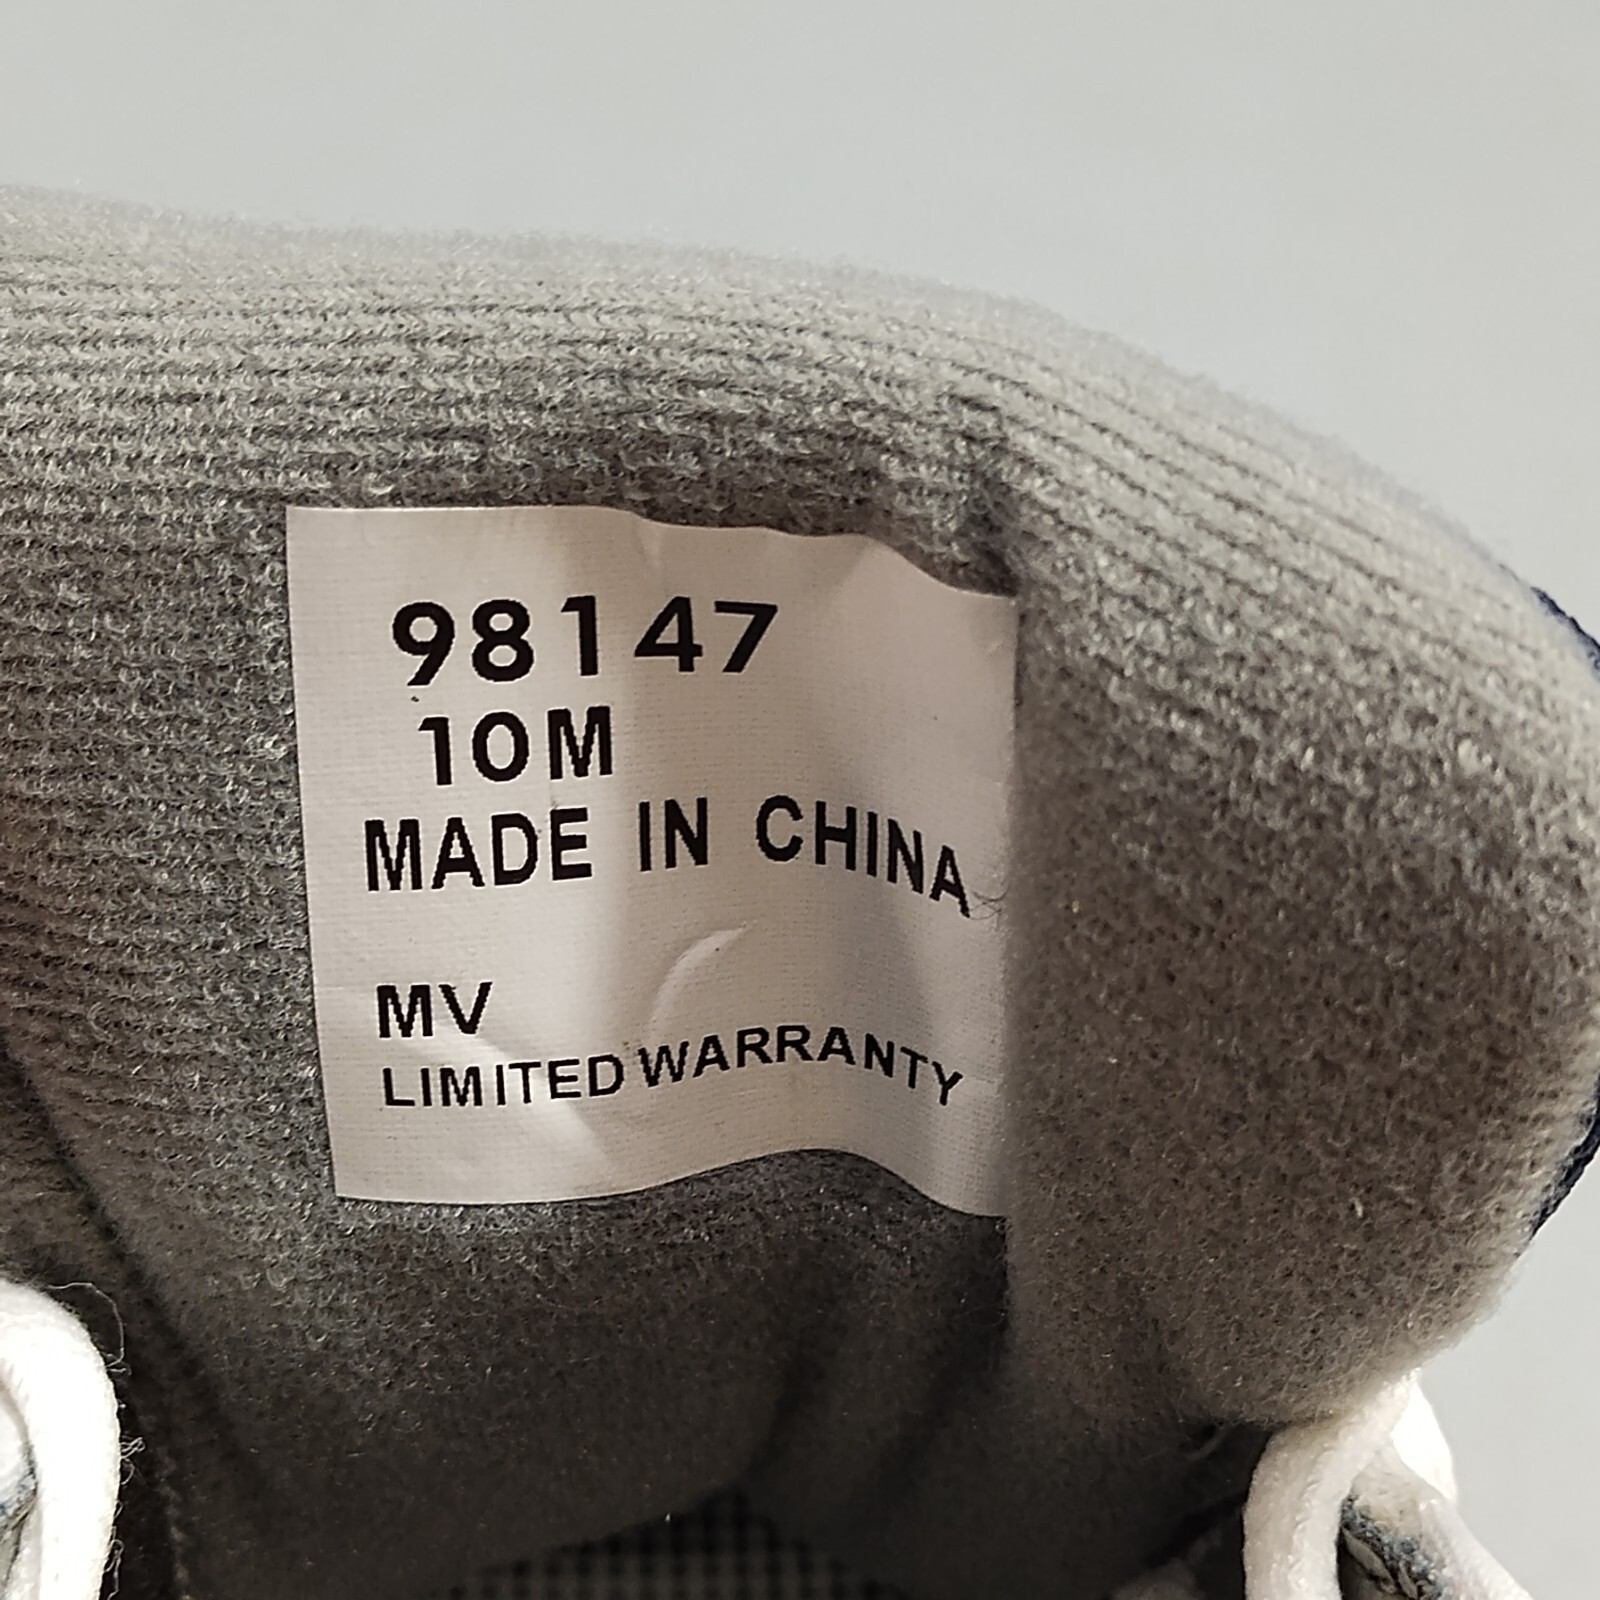 98147
10M
MADE IN CHINA
MV
LIMITED WARRANTY